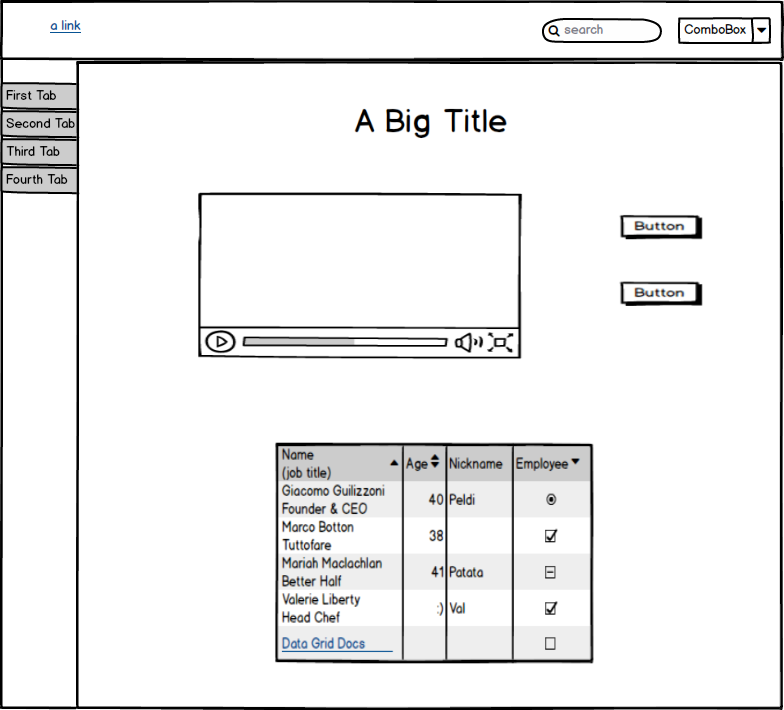 a link
search
ComboBox
First Tab
Second Tab
Third Tab
Fourth Tab
A Big Title
Button
Button
Name
(job title)
Age
Nickname
Employee
Giacomo Guilizzoni
Founder & CEO
40
Peldi
Marco Botton
Tuttofare
38
Mariah Maclachlan
Better Half
41
Patata
Valerie Liberty
Head Chef
:)
Val
Data Grid Docs